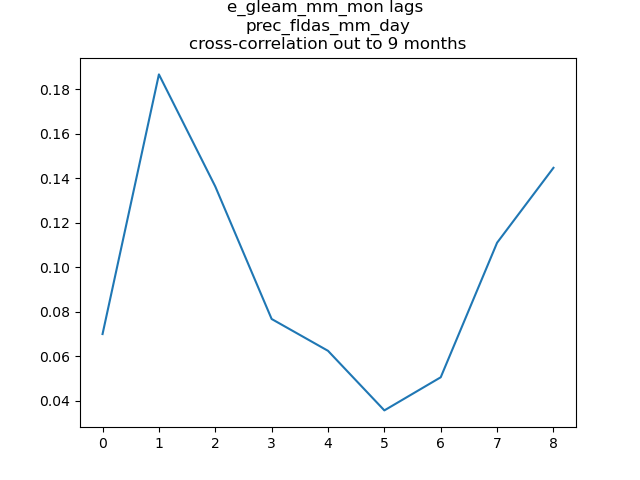 e_gleam_mm_mon lags
prec_fldas_mm_day
cross-correlation out to 9 months
0.18
0.16
0.14
0.12
0.10
0.08
0.06
0.04
0 1 2 3 4 5 6 7 8